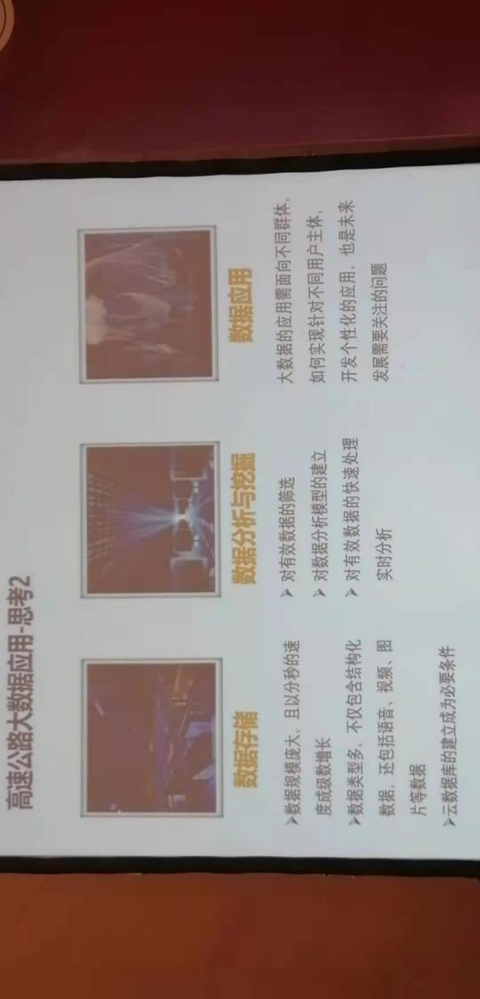 高速公路大数据应用-思考2
数据存储
➤数据规模庞大，且以分秒的速
度成级数增长
➤数据类型多，不仅包含结构化
数据，还包括语音、视频、图
片等数据
➤云数据库的建立成为必要条件
数据分析与挖掘
➤ 对有效数据的筛选
➤ 对数据分析模型的建立
➤ 对有效数据的快速处理
实时分析
数据应用
大数据的应用需面向不同群体，
如何实现针对不同用户主体，
开发个性化的应用，也是未来
发展需要关注的问题